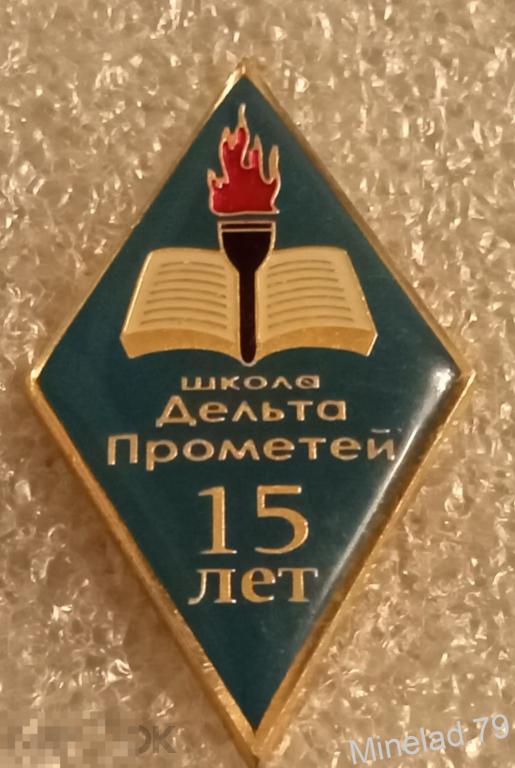 школа
Дельта
Прометей
15
лет
Minelad 79